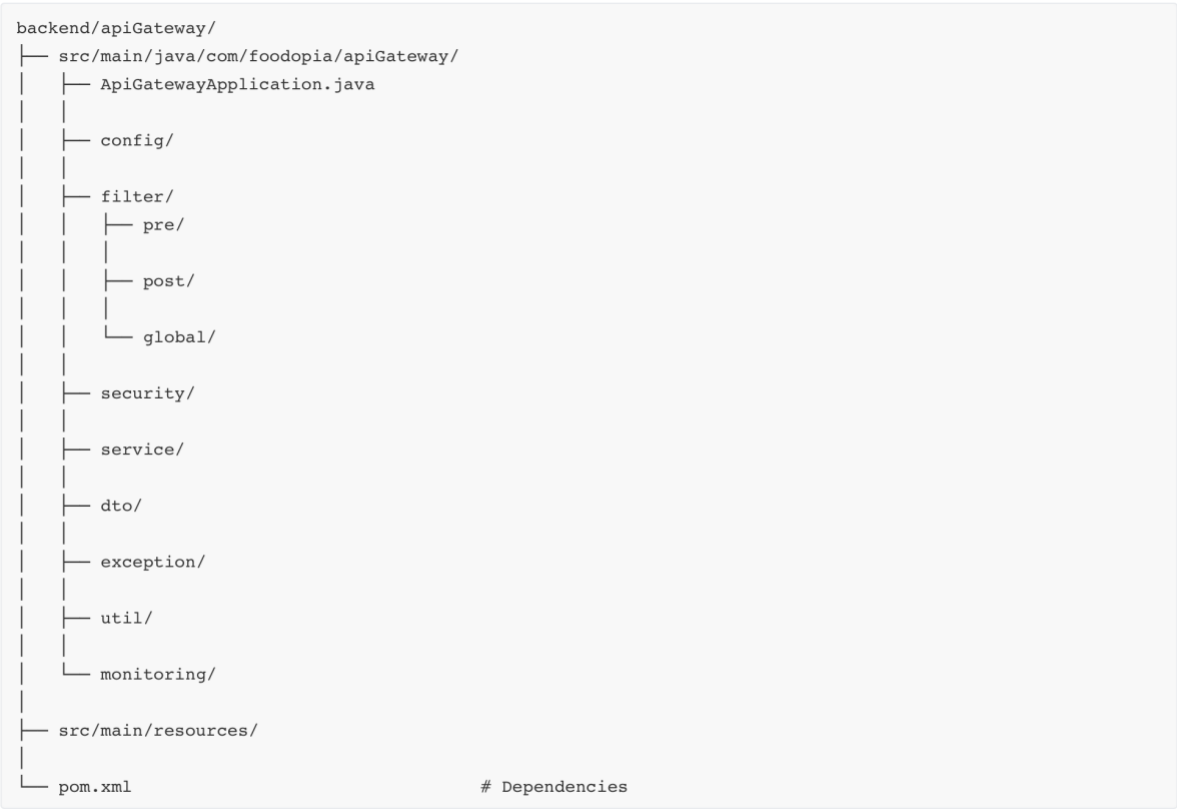 backend/apiGateway/
├── src/main/java/com/foodopia/apiGateway/
│   ├── ApiGatewayApplication.java
│   │
│   ├── config/
│   │
│   ├── filter/
│   │   ├── pre/
│   │   │
│   │   ├── post/
│   │   │
│   │   └── global/
│   │
│   ├── security/
│   │
│   ├── service/
│   │
│   ├── dto/
│   │
│   ├── exception/
│   │
│   ├── util/
│   │
│   └── monitoring/
│
├── src/main/resources/
│
└── pom.xml                                 # Dependencies